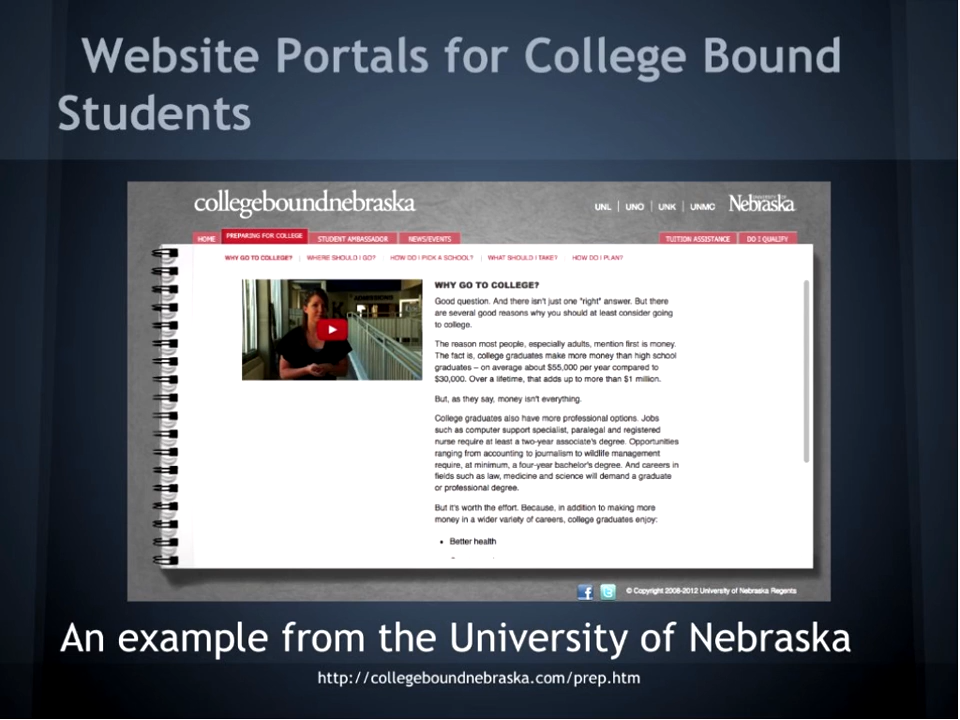 Website Portals for College Bound
Students
collegeboundnebraska
UNL | UNO | UNK | UNMC Nebraska
HOME PREPARING FOR COLLEGE STUDENT AMBASSADOR NEWS/EVENTS TUITION ASSISTANCE DO I QUALIFY
WHY GO TO COLLEGE? | WHERE SHOULD I GO? | HOW DO I PICK A SCHOOL? | WHAT SHOULD I TAKE? | HOW DO I PLAN?
ADMISSIONS
WHY GO TO COLLEGE?
Good question. And there isn't just one "right" answer. But there
are several good reasons why you should at least consider going
to college.
The reason most people, especially adults, mention first is money.
The fact is, college graduates make more money than high school
graduates – on average about $55,000 per year compared to
$30,000. Over a lifetime, that adds up to more than $1 million.
But, as they say, money isn't everything.
College graduates also have more professional options. Jobs
such as computer support specialist, paralegal and registered
nurse require at least a two-year associate's degree. Opportunities
ranging from accounting to journalism to wildlife management
require, at minimum, a four-year bachelor's degree. And careers in
fields such as law, medicine and science will demand a graduate
or professional degree.
But it's worth the effort. Because, in addition to making more
money in a wider variety of careers, college graduates enjoy:
• Better health
© Copyright 2008-2012 University of Nebraska Regents
An example from the University of Nebraska
http://collegeboundnebraska.com/prep.htm